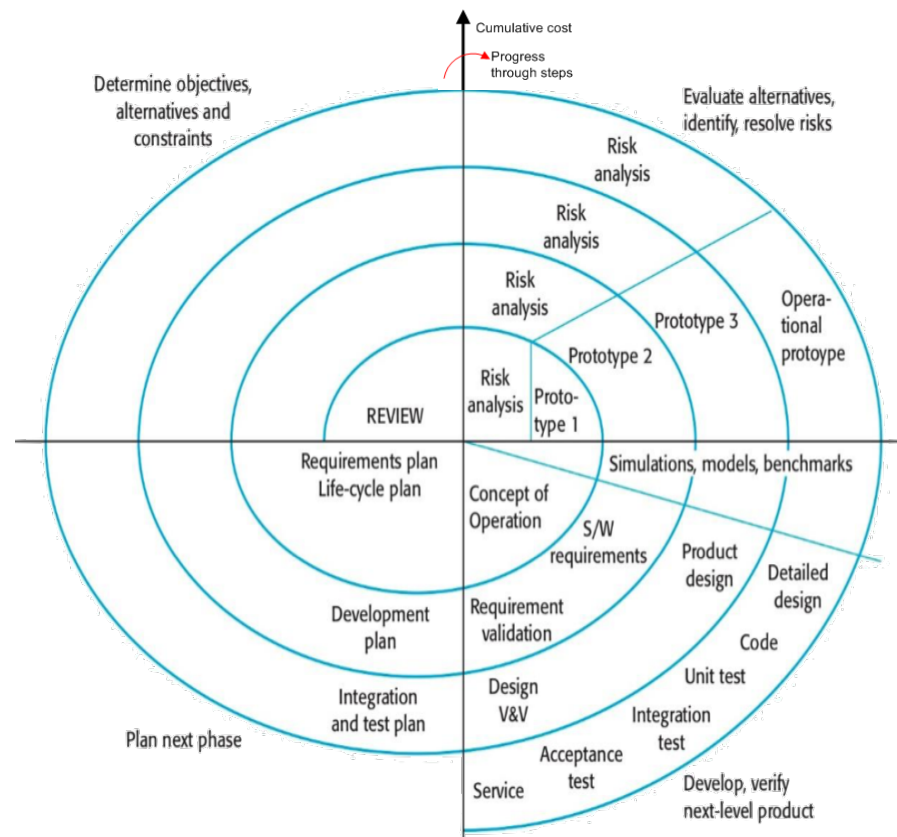 Cumulative cost
Progress
through steps
Determine objectives,
alternatives and
constraints
Evaluate alternatives,
identify, resolve risks
Risk
analysis
Risk
analysis
Risk
analysis
Risk
analysis
Opera-
tional
protoype
Prototype 3
Prototype 2
Proto-
type 1
REVIEW
Requirements plan
Life-cycle plan
Simulations, models, benchmarks
Concept of
Operation
S/W
requirements
Product
design
Detailed
design
Development
plan
Requirement
validation
Code
Unit test
Integration
and test plan
Design
V&V
Integration
test
Plan next phase
Acceptance
test
Service
Develop, verify
next-level product